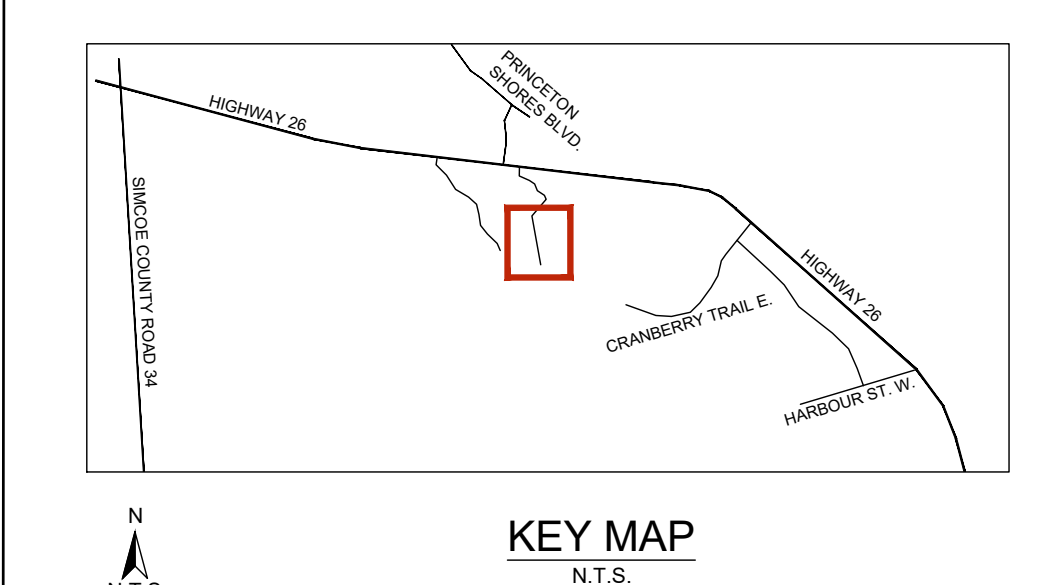 PRINCETON
SHORES BLVD.
HIGHWAY 26
SIMCOE COUNTY ROAD 34
HIGHWAY 26
CRANBERRY TRAIL E.
HARBOUR ST. W.
N
N.T.S.
KEY MAP
N.T.S.